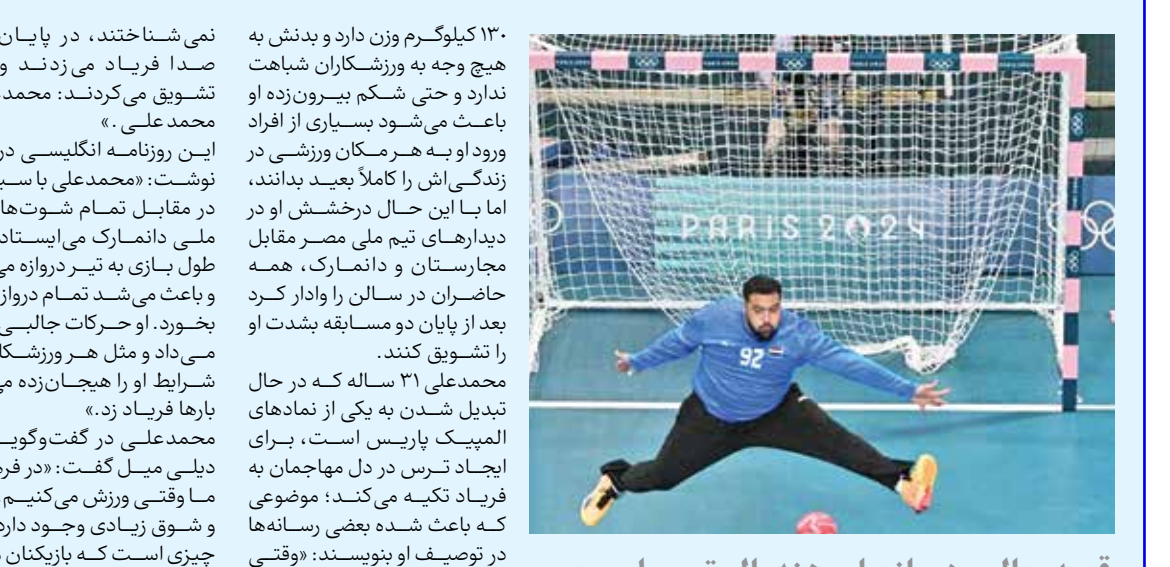 PARIS 2024
92
۱۳۰ کیلوگرم وزن دارد و بدنش به
هیچ وجه به ورزشکاران شباهت
ندارد و حتی شکم بیرون‌زده او
باعث می‌شود بسیاری از افراد
ورود او به هر مکان ورزشی در
زندگی‌اش را کاملاً بعید بدانند،
اما با این حال درخشش او در
دیدارهای تیم ملی مصر مقابل
مجارستان و دانمارک، همه
حاضران در سالن را وادار کرد
بعد از پایان دو مسابقه بشدت او
را تشویق کنند.
محمدعلی ۳۱ ساله که در حال
تبدیل شدن به یکی از نمادهای
المپیک پاریس است، برای
ایجاد ترس در دل مهاجمان به
فریاد تکیه می‌کند؛ موضوعی
که باعث شده بعضی رسانه‌ها
در توصیف او بنویسند: «وقتی
نمی‌شناختند، در پایان
صدا فریاد می‌زدند و
تشویق می‌کردند: محمد
محمدعلی.»
این روزنامه انگلیسی در
نوشت: «محمدعلی با
در مقابل تمام شوت‌ها
ملی دانمارک می‌ایستاد
طول بازی به تیر دروازه
و باعث می‌شد تمام
بخورد. او حرکات جالبی
می‌داد و مثل هر
شرایط او را هیجان‌زده
بارها فریاد زد.»
محمدعلی در
دیلی میل گفت: «در
ما وقتی ورزش می‌کنیم
و شوق زیادی وجود دارد
چیزی است که بازیکنان